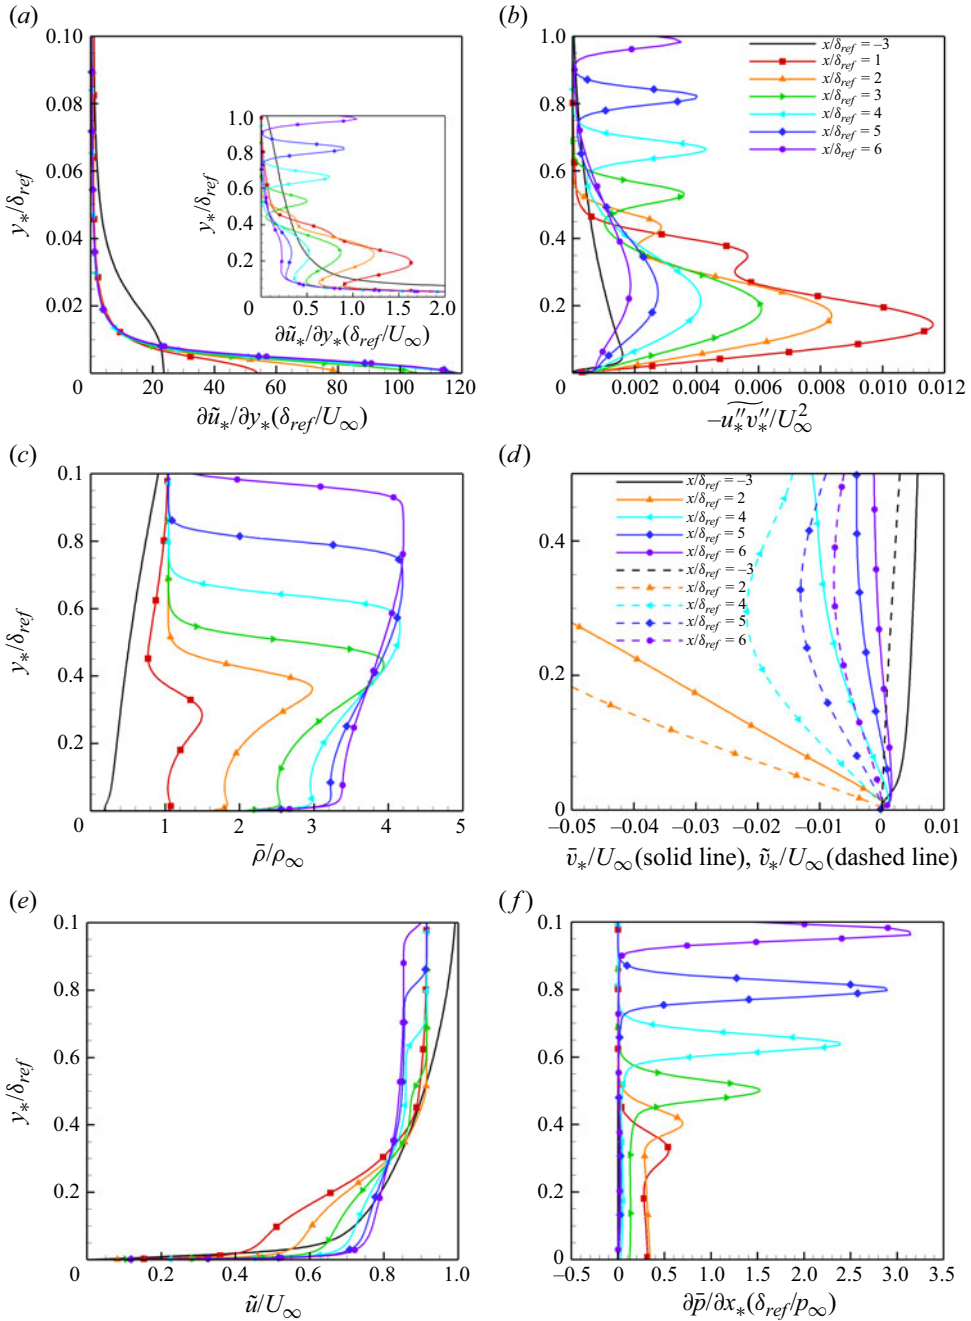 (a)
0.10
0.08
0.06
0.04
0.02
0
y*/δref
0 20 40 60 80 100 120
∂ũ*/∂y*(δref/U∞)
1.0
0.8
0.6
0.4
0.2
y*/δref
0.5 1.0 1.5 2.0
∂ũ*/∂y*(δref/U∞)
(b)
1.0
0.8
0.6
0.4
0.2
0
x/δref = –3
x/δref = 1
x/δref = 2
x/δref = 3
x/δref = 4
x/δref = 5
x/δref = 6
0 0.002 0.004 0.006 0.008 0.010 0.012
–u″*v″*/U²∞
(c)
0.1
0.8
0.6
0.4
0.2
0
y*/δref
0 1 2 3 4 5
ρ̄/ρ∞
(d)
0.4
0.2
0
x/δref = –3
x/δref = 2
x/δref = 4
x/δref = 5
x/δref = 6
x/δref = –3
x/δref = 2
x/δref = 4
x/δref = 5
x/δref = 6
–0.05 –0.04 –0.03 –0.02 –0.01 0 0.01
v̄*/U∞(solid line), ṽ*/U∞(dashed line)
(e)
0.1
0.8
0.6
0.4
0.2
0
y*/δref
0.2 0.4 0.6 0.8 1.0
ũ/U∞
(f)
0.1
0.8
0.6
0.4
0.2
0
–0.5 0 0.5 1.0 1.5 2.0 2.5 3.0 3.5
∂p̄/∂x*(δref/p∞)